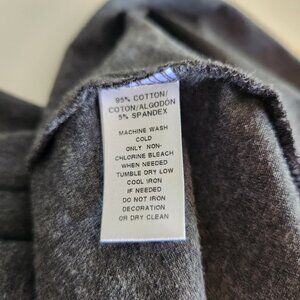 95% COTTON/
COTON/ALGODON
5% SPANDEX
MACHINE WASH
COLD
ONLY NON-
CHLORINE BLEACH
WHEN NEEDED
TUMBLE DRY LOW
COOL IRON
IF NEEDED
DO NOT IRON
DECORATION
OR DRY CLEAN